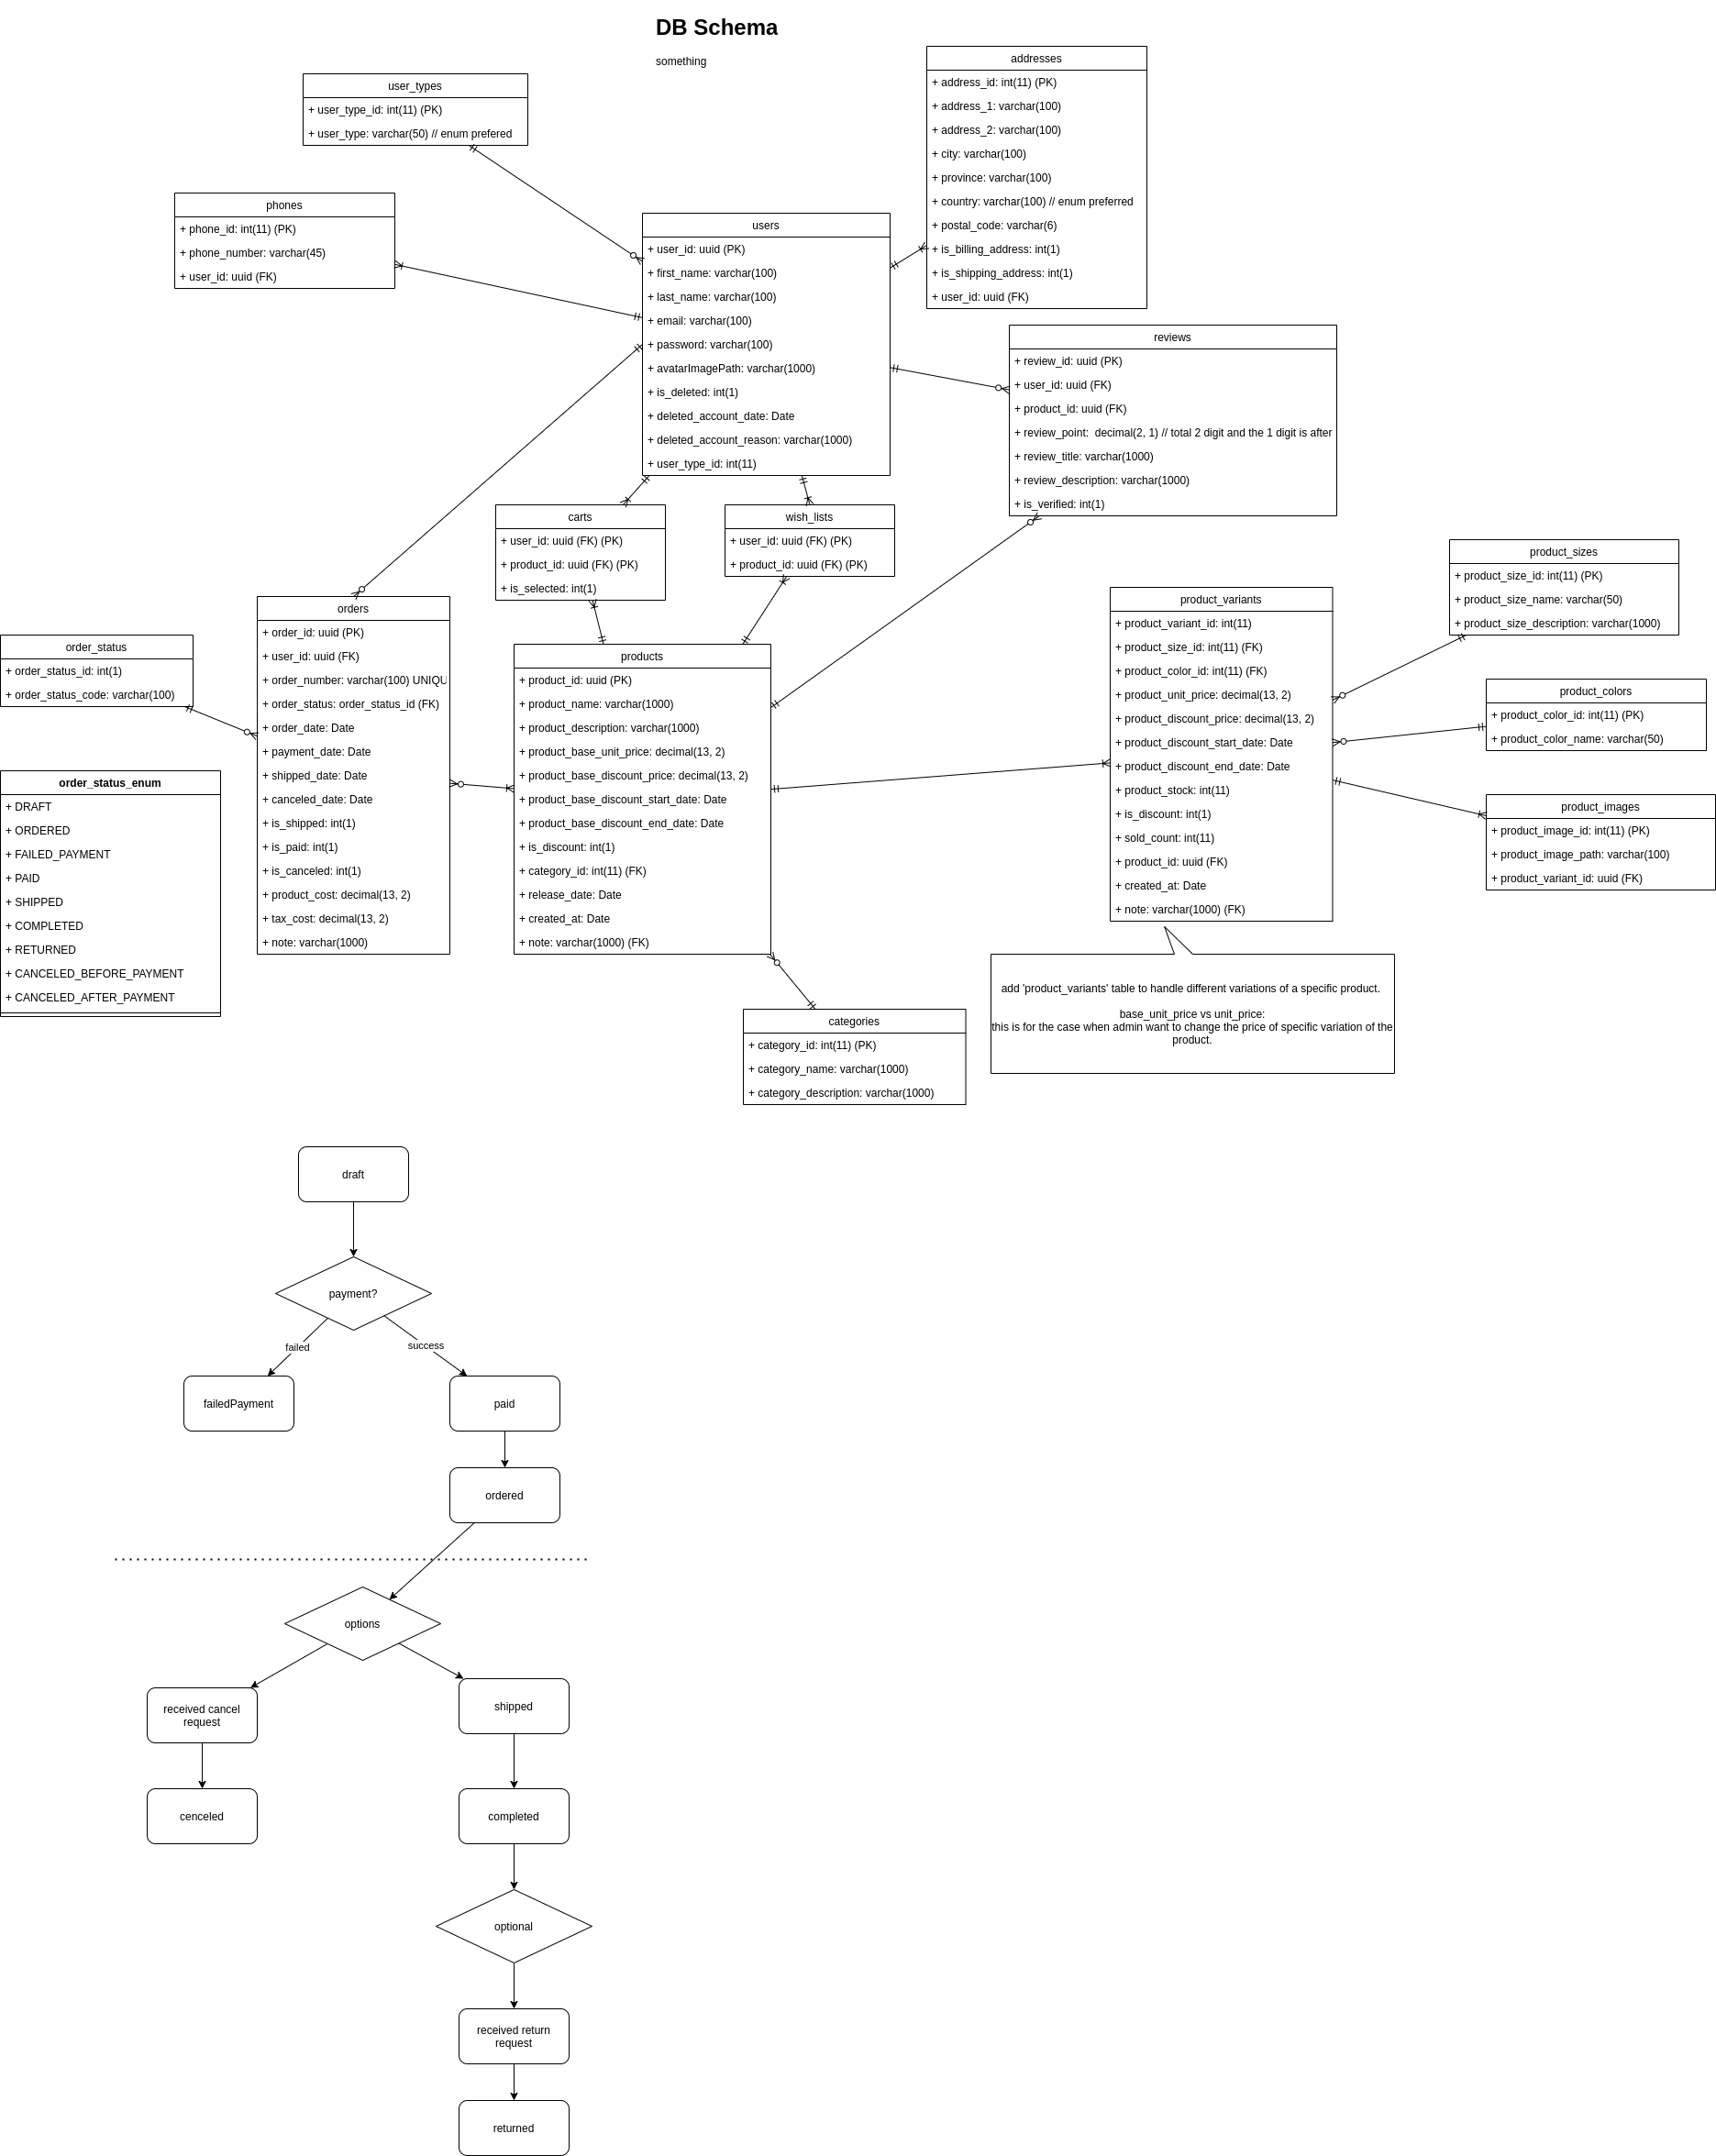 DB Schema
something
user_types
+ user_type_id: int(11) (PK)
+ user_type: varchar(50) // enum prefered
addresses
+ address_id: int(11) (PK)
+ address_1: varchar(100)
+ address_2: varchar(100)
+ city: varchar(100)
+ province: varchar(100)
+ country: varchar(100) // enum preferred
+ postal_code: varchar(6)
+ is_billing_address: int(1)
+ is_shipping_address: int(1)
+ user_id: uuid (FK)
phones
+ phone_id: int(11) (PK)
+ phone_number: varchar(45)
+ user_id: uuid (FK)
users
+ user_id: uuid (PK)
+ first_name: varchar(100)
+ last_name: varchar(100)
+ email: varchar(100)
+ password: varchar(100)
+ avatarImagePath: varchar(1000)
+ is_deleted: int(1)
+ deleted_account_date: Date
+ deleted_account_reason: varchar(1000)
+ user_type_id: int(11)
reviews
+ review_id: uuid (PK)
+ user_id: uuid (FK)
+ product_id: uuid (FK)
+ review_point:  decimal(2, 1) // total 2 digit and the 1 digit is after
+ review_title: varchar(1000)
+ review_description: varchar(1000)
+ is_verified: int(1)
carts
+ user_id: uuid (FK) (PK)
+ product_id: uuid (FK) (PK)
+ is_selected: int(1)
wish_lists
+ user_id: uuid (FK) (PK)
+ product_id: uuid (FK) (PK)
product_sizes
+ product_size_id: int(11) (PK)
+ product_size_name: varchar(50)
+ product_size_description: varchar(1000)
product_variants
+ product_variant_id: int(11)
+ product_size_id: int(11) (FK)
+ product_color_id: int(11) (FK)
+ product_unit_price: decimal(13, 2)
+ product_discount_price: decimal(13, 2)
+ product_discount_start_date: Date
+ product_discount_end_date: Date
+ product_stock: int(11)
+ is_discount: int(1)
+ sold_count: int(11)
+ product_id: uuid (FK)
+ created_at: Date
+ note: varchar(1000) (FK)
orders
+ order_id: uuid (PK)
+ user_id: uuid (FK)
+ order_number: varchar(100) UNIQU
+ order_status: order_status_id (FK)
+ order_date: Date
+ payment_date: Date
+ shipped_date: Date
+ canceled_date: Date
+ is_shipped: int(1)
+ is_paid: int(1)
+ is_canceled: int(1)
+ product_cost: decimal(13, 2)
+ tax_cost: decimal(13, 2)
+ note: varchar(1000)
order_status
+ order_status_id: int(1)
+ order_status_code: varchar(100)
products
+ product_id: uuid (PK)
+ product_name: varchar(1000)
+ product_description: varchar(1000)
+ product_base_unit_price: decimal(13, 2)
+ product_base_discount_price: decimal(13, 2)
+ product_base_discount_start_date: Date
+ product_base_discount_end_date: Date
+ is_discount: int(1)
+ category_id: int(11) (FK)
+ release_date: Date
+ created_at: Date
+ note: varchar(1000) (FK)
product_colors
+ product_color_id: int(11) (PK)
+ product_color_name: varchar(50)
order_status_enum
+ DRAFT
+ ORDERED
+ FAILED_PAYMENT
+ PAID
+ SHIPPED
+ COMPLETED
+ RETURNED
+ CANCELED_BEFORE_PAYMENT
+ CANCELED_AFTER_PAYMENT
product_images
+ product_image_id: int(11) (PK)
+ product_image_path: varchar(100)
+ product_variant_id: uuid (FK)
add 'product_variants' table to handle different variations of a specific product.
base_unit_price vs unit_price:
this is for the case when admin want to change the price of specific variation of the
product.
categories
+ category_id: int(11) (PK)
+ category_name: varchar(1000)
+ category_description: varchar(1000)
draft
payment?
failed
success
failedPayment
paid
ordered
options
received cancel
request
shipped
cenceled
completed
optional
received return
request
returned